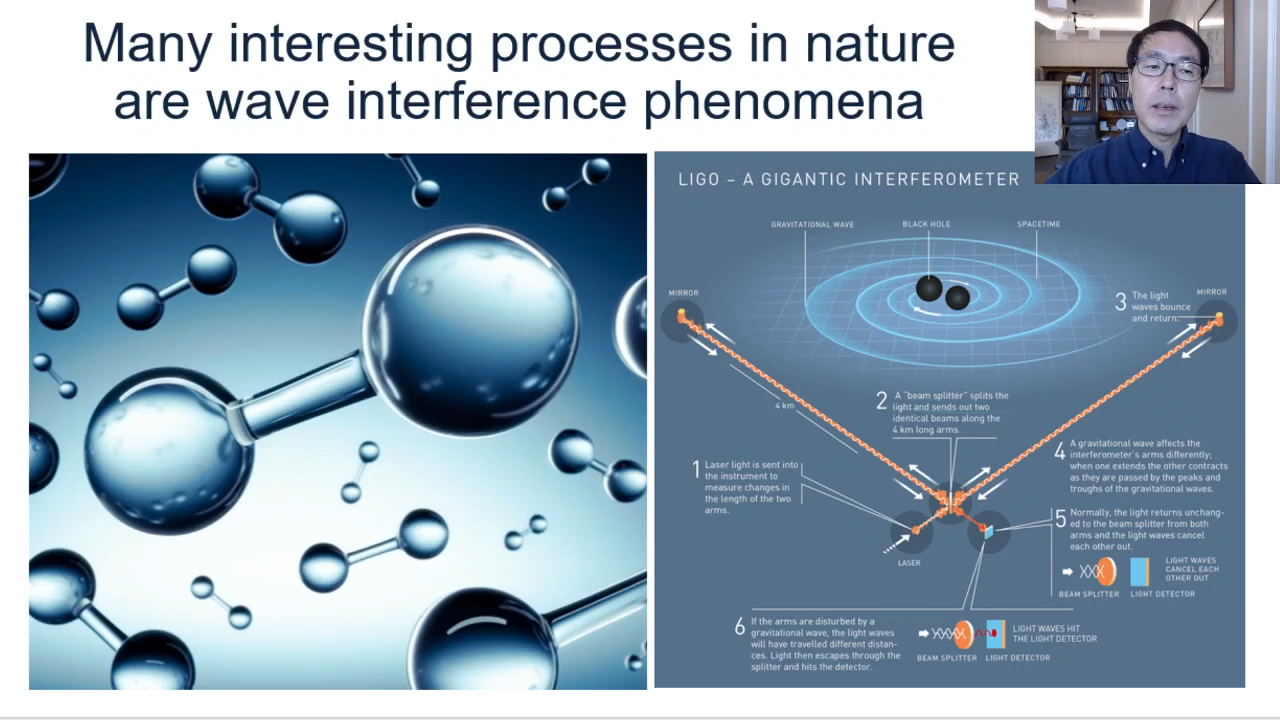 Many interesting processes in nature
are wave interference phenomena
LIGO – A GIGANTIC INTERFEROMETER
GRAVITATIONAL WAVE
BLACK HOLE
SPACETIME
MIRROR
MIRROR
3 The light
waves bounce
and return.
4 km
2 A “beam splitter” splits the
light and sends out two
identical beams along the
4 km long arms.
1 Laser light is sent into
the instrument to
measure changes in
the length of the two
arms.
4 A gravitational wave affects the
interferometer's arms differently;
when one extends the other contracts
as they are passed by the peaks and
troughs of the gravitational waves.
5 Normally, the light returns unchang-
ed to the beam splitter from both
arms and the light waves cancel
each other out.
LASER
LIGHT WAVES
CANCEL EACH
OTHER OUT
BEAM SPLITTER
LIGHT DETECTOR
6 If the arms are disturbed by a
gravitational wave, the light waves
will have travelled different distan-
ces. Light then escapes through the
splitter and hits the detector.
LIGHT WAVES HIT
THE LIGHT DETECTOR
BEAM SPLITTER
LIGHT DETECTOR